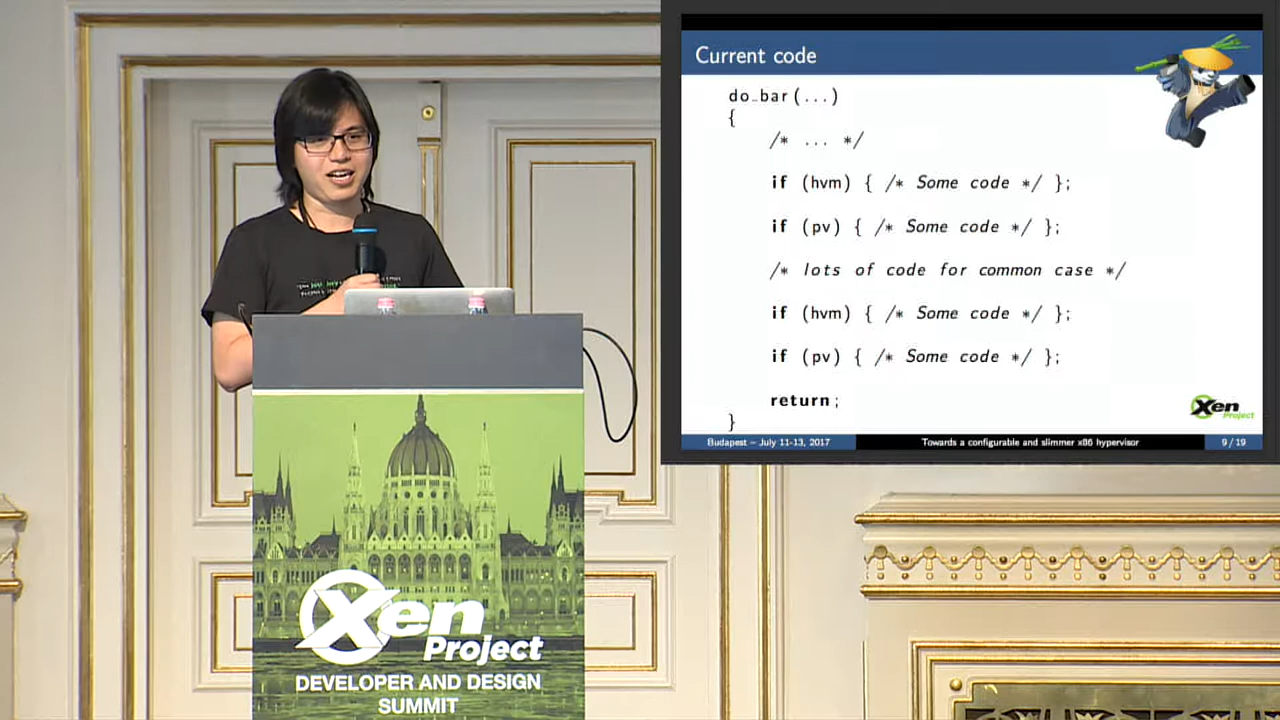 Current code
do_bar(...)
{
/* ... */
if (hvm) { /* Some code */ };
if (pv) { /* Some code */ };
/* lots of code for common case */
if (hvm) { /* Some code */ };
if (pv) { /* Some code */ };
return;
}
Xen
Project
Budapest – July 11-13, 2017 Towards a configurable and slimmer x86 hypervisor 9 / 19
Xen
Project
DEVELOPER AND DESIGN
SUMMIT